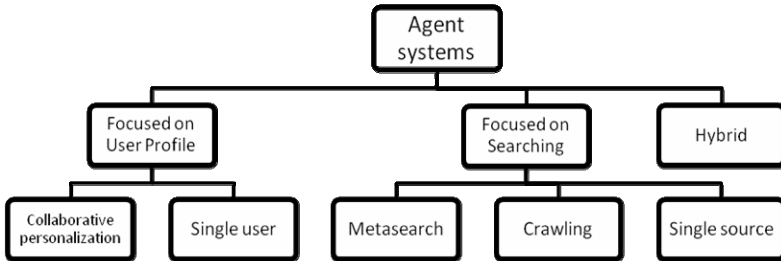 Agent
systems
Focused on
User Profile
Focused on
Searching
Hybrid
Collaborative
personalization
Single user
Metasearch
Crawling
Single source